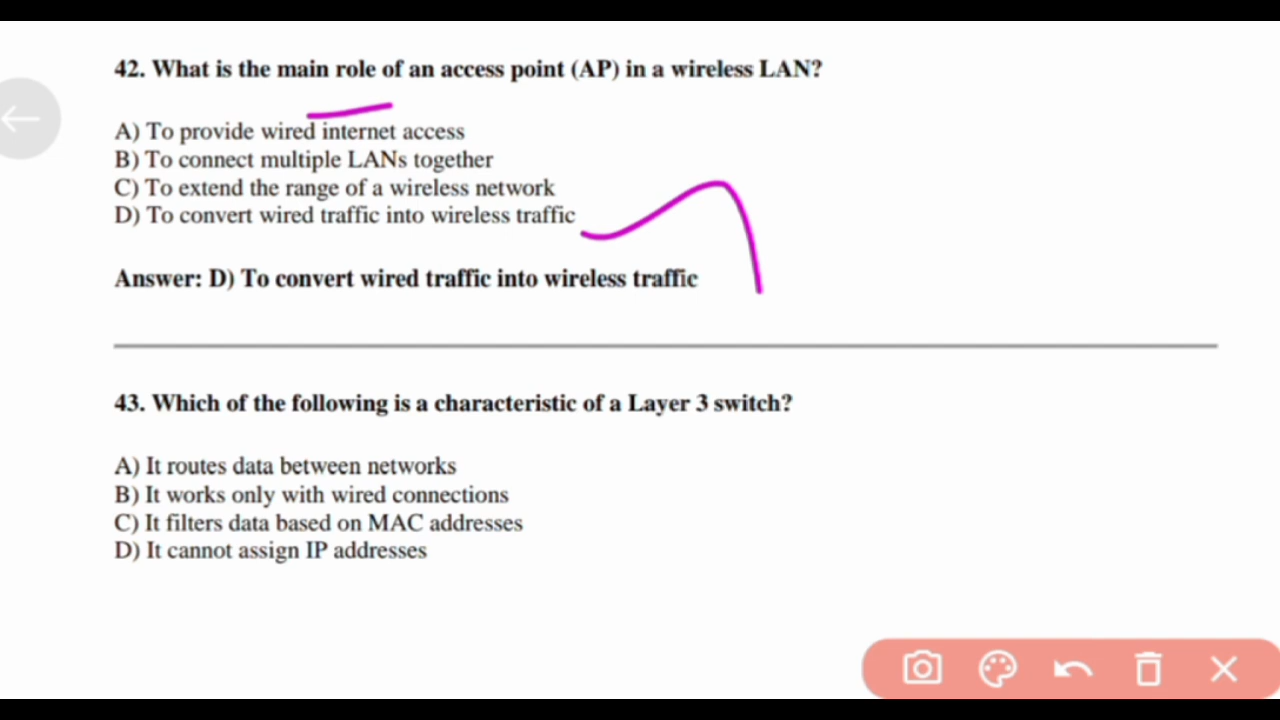 42. What is the main role of an access point (AP) in a wireless LAN?
A) To provide wired internet access
B) To connect multiple LANs together
C) To extend the range of a wireless network
D) To convert wired traffic into wireless traffic
Answer: D) To convert wired traffic into wireless traffic
43. Which of the following is a characteristic of a Layer 3 switch?
A) It routes data between networks
B) It works only with wired connections
C) It filters data based on MAC addresses
D) It cannot assign IP addresses